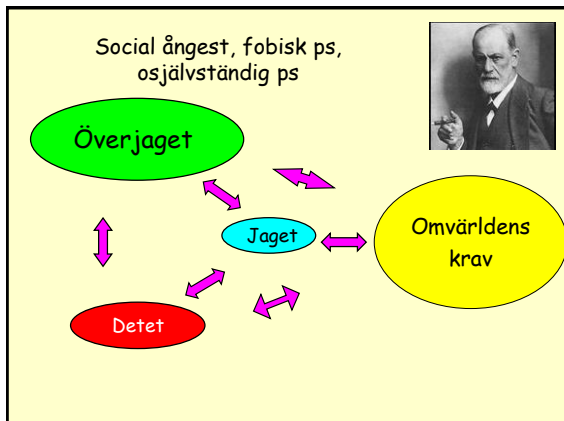 Social ångest, fobisk ps,
osjälvständig ps
Överjaget
Jaget
Omvärldens
krav
Detet